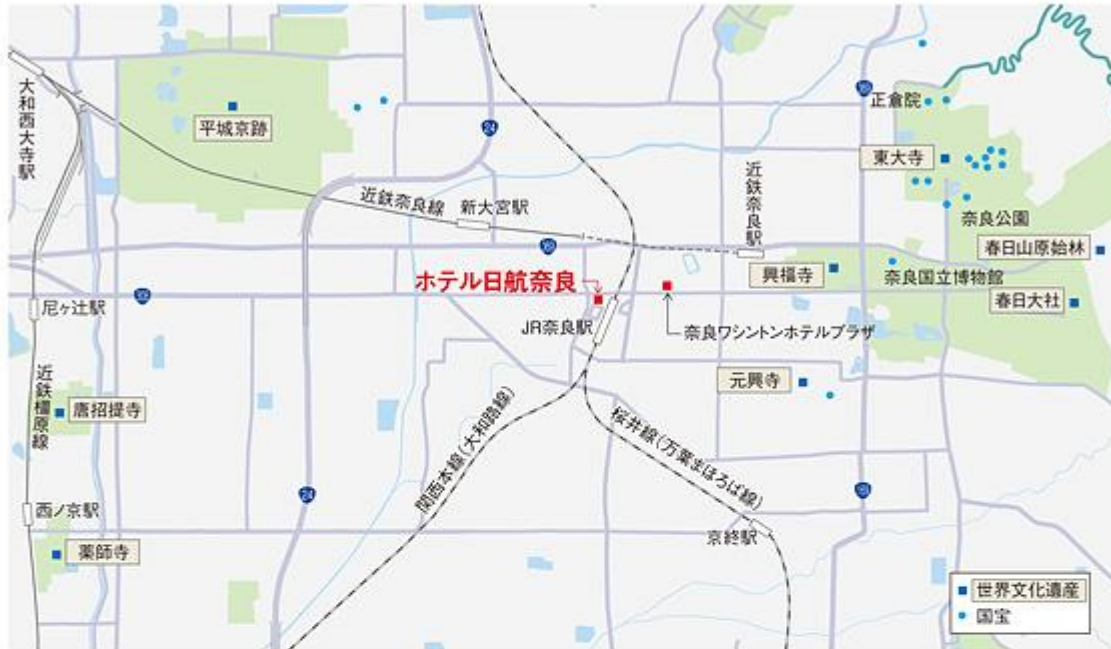 大和西大寺駅
平城京跡
24
169
正倉院
東大寺
近鉄奈良線
新大宮駅
近鉄奈良駅
奈良公園
春日山原始林
169
興福寺
奈良国立博物館
ホテル日航奈良
春日大社
308
尼ヶ辻駅
JR奈良駅
奈良ワシントンホテルプラザ
近鉄橿原線
唐招提寺
元興寺
関西本線(大和路線)
桜井線(万葉まほろば線)
24
169
西ノ京駅
薬師寺
京終駅
世界文化遺産
国宝